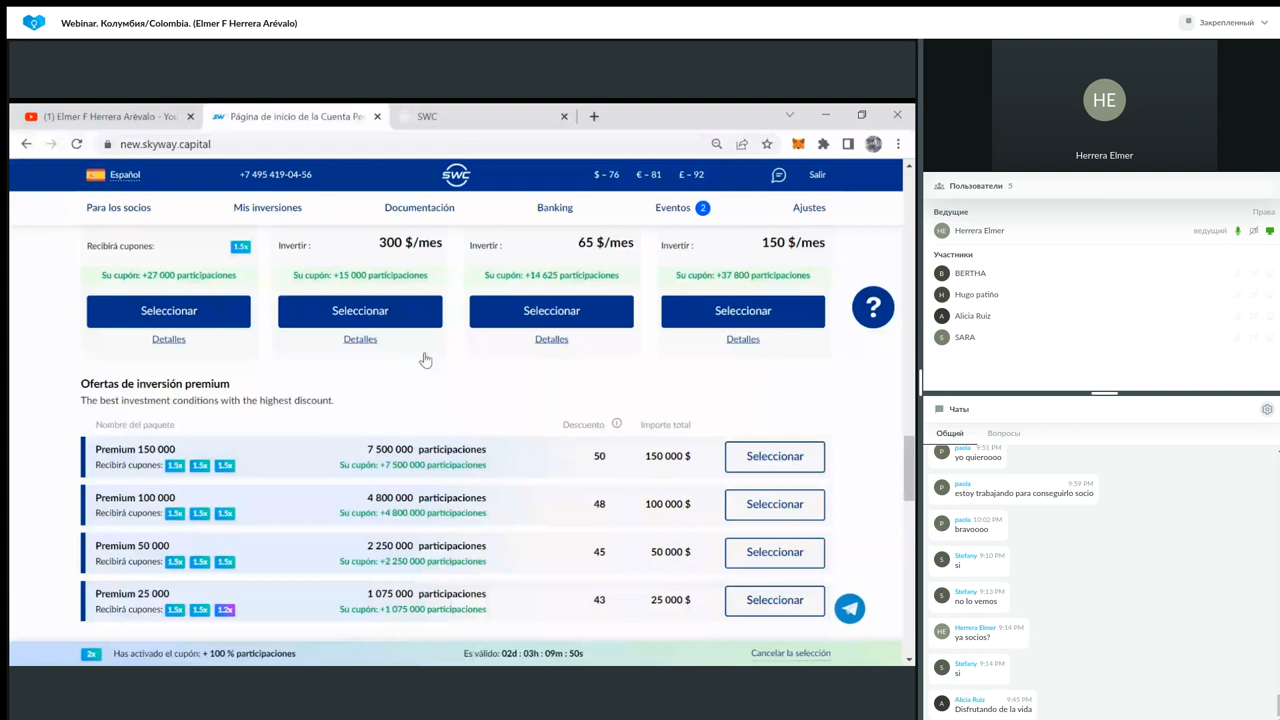 Webinar. Колумбия/Colombia. (Elmer F Herrera Arévalo)
Закрепленный
(1) Elmer F Herrera Arévalo - You
Página de inicio de la Cuenta Pe
SWC
new.skyway.capital
Español
+7 495 419-04-56
SWC
$ – 76
€ – 81
£ – 92
Salir
Para los socios
Mis inversiones
Documentación
Banking
Eventos 2
Ajustes
Recibirá cupones: 1.5x
Invertir : 300 $/mes
Invertir : 65 $/mes
Invertir : 150 $/mes
Su cupón: +27 000 participaciones
Su cupón: +15 000 participaciones
Su cupón: +14 625 participaciones
Su cupón: +37 800 participaciones
Seleccionar
Seleccionar
Seleccionar
Seleccionar
?
Detalles
Detalles
Detalles
Detalles
Ofertas de inversión premium
The best investment conditions with the highest discount.
Nombre del paquete
Descuento
Importe total
Premium 150 000
7 500 000 participaciones
Recibirá cupones: 1.5x 1.5x 1.5x
Su cupón: +7 500 000 participaciones
50
150 000 $
Seleccionar
Premium 100 000
4 800 000 participaciones
Recibirá cupones: 1.5x 1.5x 1.5x
Su cupón: +4 800 000 participaciones
48
100 000 $
Seleccionar
Premium 50 000
2 250 000 participaciones
Recibirá cupones: 1.5x 1.5x 1.5x
Su cupón: +2 250 000 participaciones
45
50 000 $
Seleccionar
Premium 25 000
1 075 000 participaciones
Recibirá cupones: 1.5x 1.5x 1.2x
Su cupón: +1 075 000 participaciones
43
25 000 $
Seleccionar
2x Has activado el cupón: + 100 % participaciones
Es válido: 02d : 03h : 09m : 50s
Cancelar la selección
HE
Herrera Elmer
Пользователи 5
Ведущие
Права
HE Herrera Elmer
ведущий
Участники
B BERTHA
H Hugo patiño
A Alicia Ruiz
S SARA
Чаты
Общий
Вопросы
P paola 9:51 PM
yo quieroooo
P paola 9:59 PM
estoy trabajando para conseguirlo socio
P paola 10:02 PM
bravoooo
S Stefany 9:10 PM
si
S Stefany 9:13 PM
no lo vemos
HE Herrera Elmer 9:14 PM
ya socios?
S Stefany 9:14 PM
si
A Alicia Ruiz 9:45 PM
Disfrutando de la vida